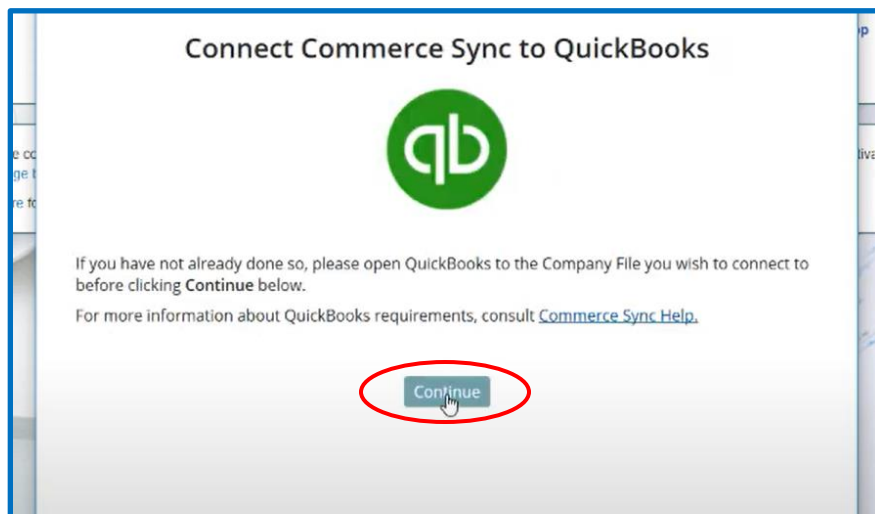 Connect Commerce Sync to QuickBooks
qb
If you have not already done so, please open QuickBooks to the Company File you wish to connect to
before clicking Continue below.
For more information about QuickBooks requirements, consult Commerce Sync Help.
Continue